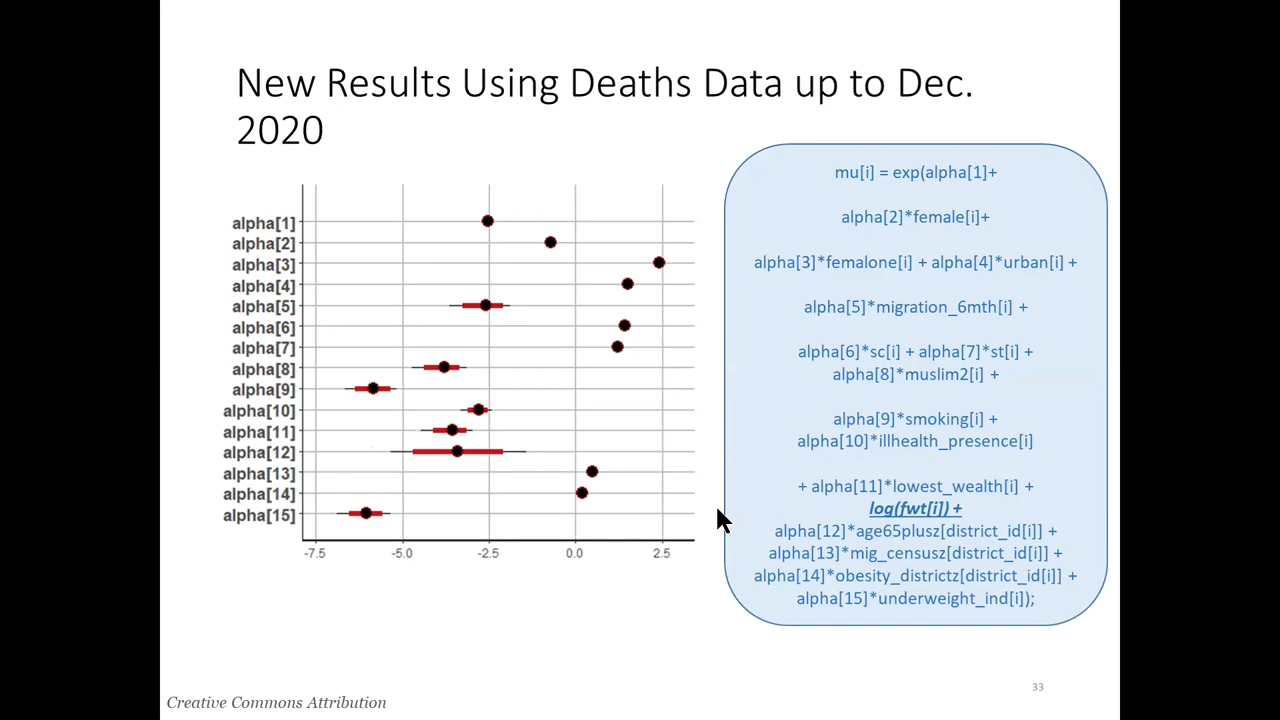 New Results Using Deaths Data up to Dec.
2020
alpha[1]
alpha[2]
alpha[3]
alpha[4]
alpha[5]
alpha[6]
alpha[7]
alpha[8]
alpha[9]
alpha[10]
alpha[11]
alpha[12]
alpha[13]
alpha[14]
alpha[15]
-7.5 -5.0 -2.5 0.0 2.5
mu[i] = exp(alpha[1]+
alpha[2]*female[i]+
alpha[3]*femalone[i] + alpha[4]*urban[i] +
alpha[5]*migration_6mth[i] +
alpha[6]*sc[i] + alpha[7]*st[i] +
alpha[8]*muslim2[i] +
alpha[9]*smoking[i] +
alpha[10]*illhealth_presence[i]
+ alpha[11]*lowest_wealth[i] +
log(fwt[i]) +
alpha[12]*age65plusz[district_id[i]] +
alpha[13]*mig_censusz[district_id[i]] +
alpha[14]*obesity_districtz[district_id[i]] +
alpha[15]*underweight_ind[i]);
33
Creative Commons Attribution